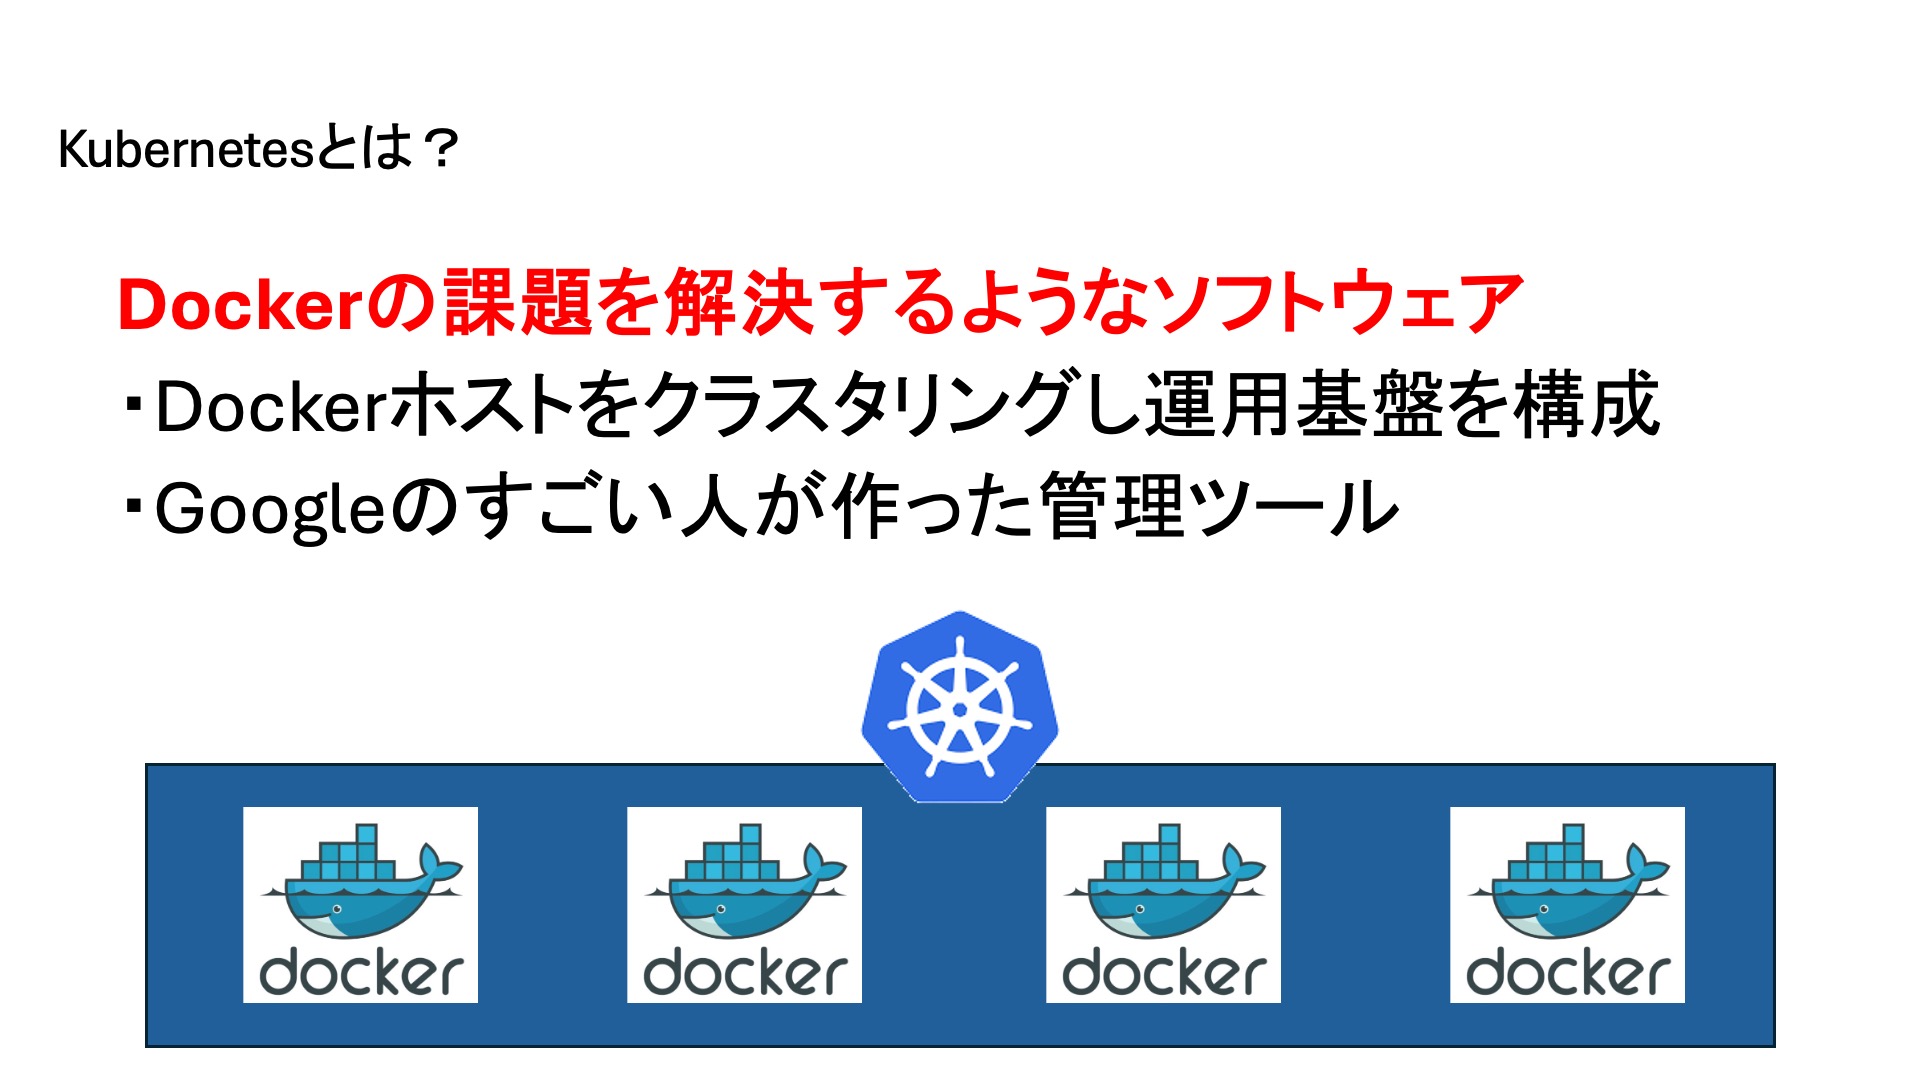 Kubernetesとは？
Dockerの課題を解決するようなソフトウェア
・Dockerホストをクラスタリングし運用基盤を構成
・Googleのすごい人が作った管理ツール
docker
docker
docker
docker